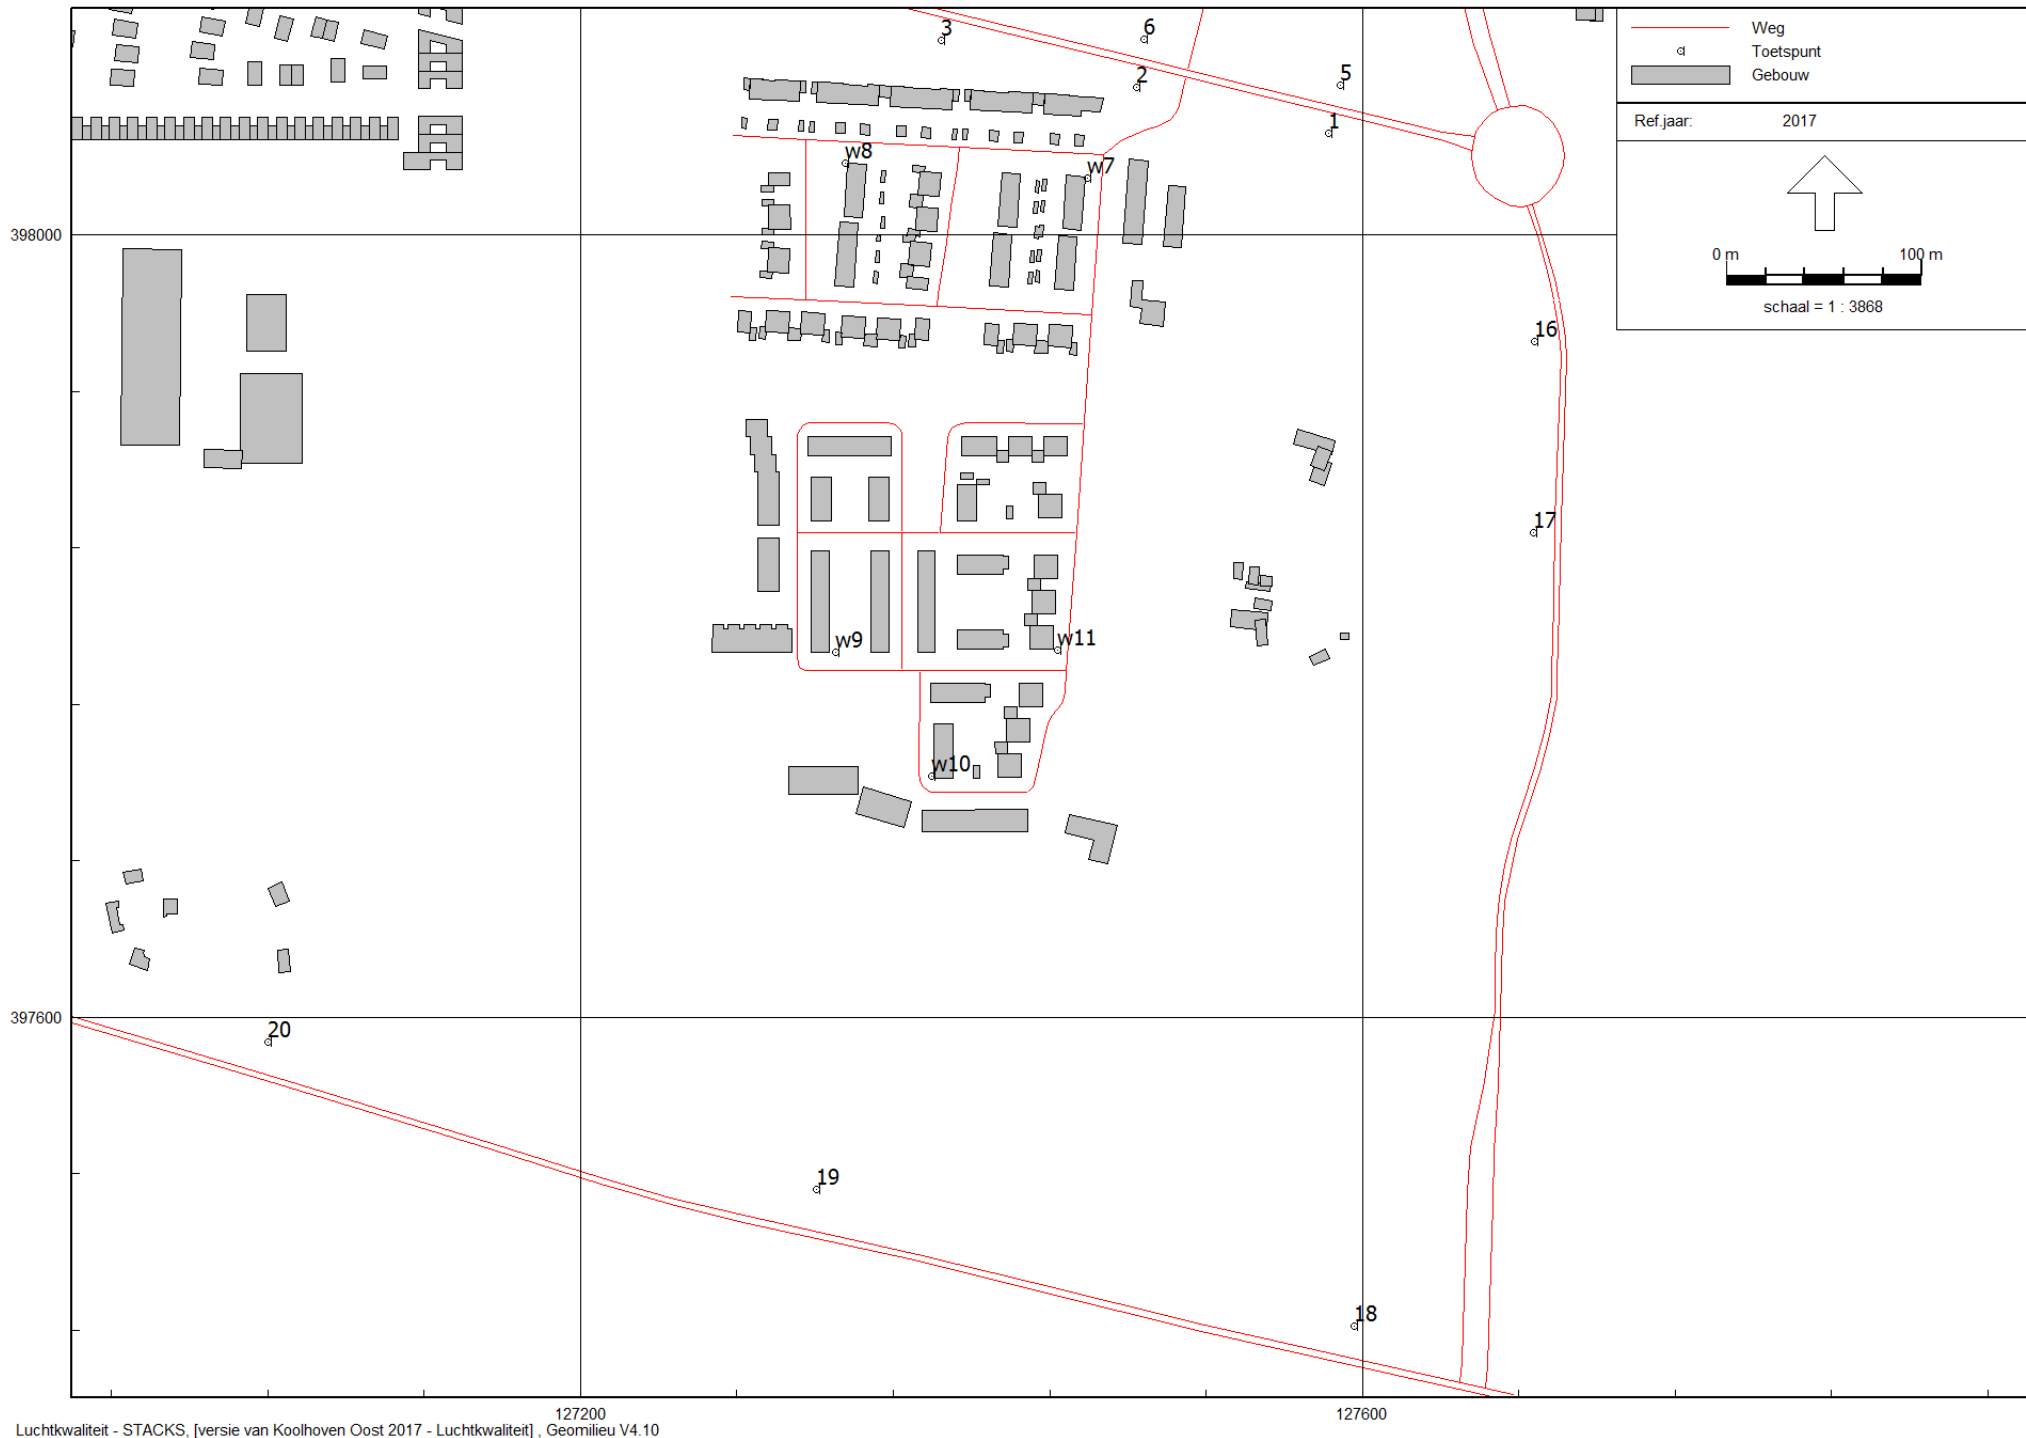 3
6
2
5
1
Weg
Toetspunt
Gebouw
Ref.jaar: 2017
w8
w7
398000
0 m 100 m
schaal = 1 : 3868
16
17
w9
w11
w10
397600
20
19
18
127200
127600
Luchtkwaliteit - STACKS, [versie van Koolhoven Oost 2017 - Luchtkwaliteit] , Geomilieu V4.10